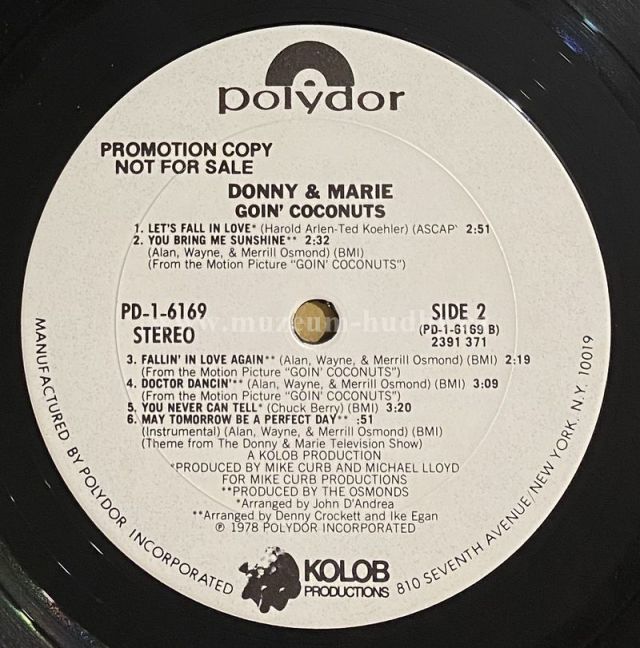 polydor
PROMOTION COPY
NOT FOR SALE
DONNY & MARIE
GOIN' COCONUTS
1. LET'S FALL IN LOVE* (Harold Arlen-Ted Koehler) (ASCAP) 2:51
2. YOU BRING ME SUNSHINE** 2:32
(Alan, Wayne, & Merrill Osmond) (BMI)
(From the Motion Picture "GOIN' COCONUTS")
PD-1-6169
STEREO
SIDE 2
(PD-1-6169 B)
2391 371
3. FALLIN' IN LOVE AGAIN** (Alan, Wayne, & Merrill Osmond) (BMI) 2:19
(From the Motion Picture "GOIN' COCONUTS")
4. DOCTOR DANCIN'** (Alan, Wayne, & Merrill Osmond) (BMI) 3:09
(From the Motion Picture "GOIN' COCONUTS")
5. YOU NEVER CAN TELL* (Chuck Berry) (BMI) 3:20
6. MAY TOMORROW BE A PERFECT DAY** :51
(Instrumental) (Alan, Wayne, & Merrill Osmond) (BMI)
(Theme from The Donny & Marie Television Show)
A KOLOB PRODUCTION
*PRODUCED BY MIKE CURB AND MICHAEL LLOYD
FOR MIKE CURB PRODUCTIONS
**PRODUCED BY THE OSMONDS
*Arranged by John D'Andrea
**Arranged by Denny Crockett and Ike Egan
℗ 1978 POLYDOR INCORPORATED
KOLOB
PRODUCTIONS
MANUFACTURED BY POLYDOR INCORPORATED
810 SEVENTH AVENUE/NEW YORK. N.Y. 10019